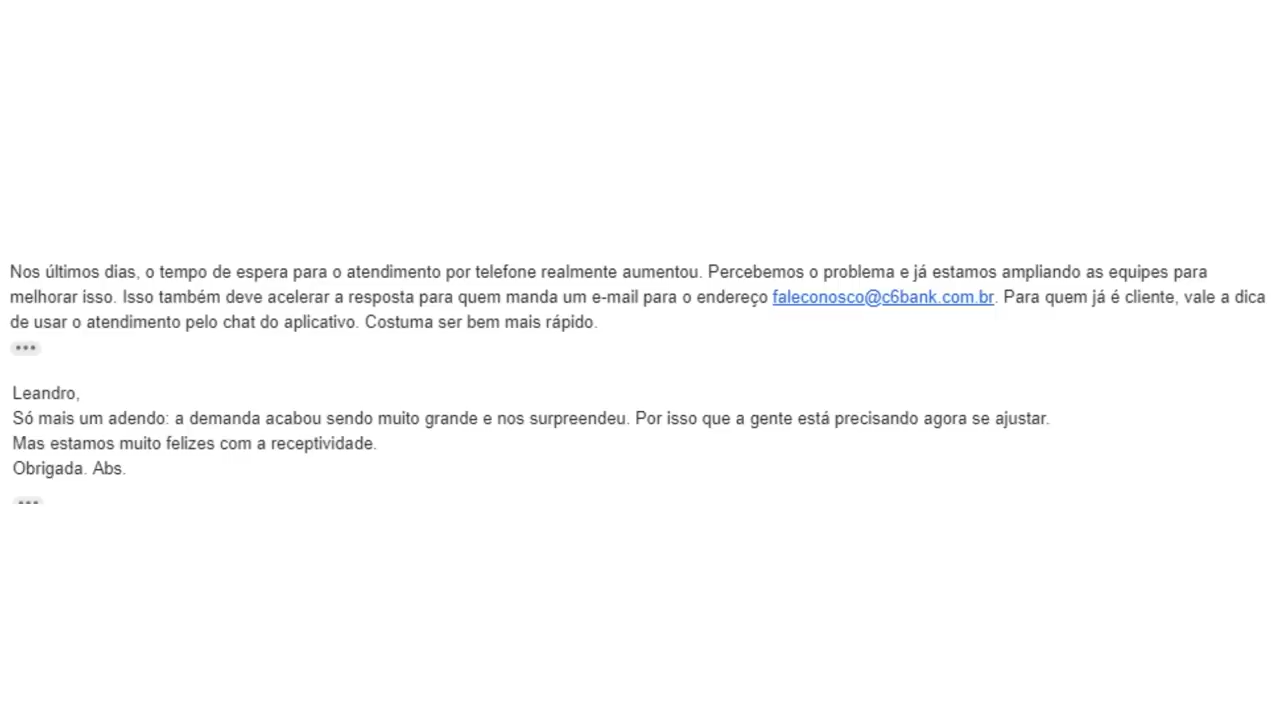 Nos últimos dias, o tempo de espera para o atendimento por telefone realmente aumentou. Percebemos o problema e já estamos ampliando as equipes para
melhorar isso. Isso também deve acelerar a resposta para quem manda um e-mail para o endereço faleconosco@c6bank.com.br. Para quem já é cliente, vale a dica
de usar o atendimento pelo chat do aplicativo. Costuma ser bem mais rápido.
Leandro,
Só mais um adendo: a demanda acabou sendo muito grande e nos surpreendeu. Por isso que a gente está precisando agora se ajustar.
Mas estamos muito felizes com a receptividade.
Obrigada. Abs.